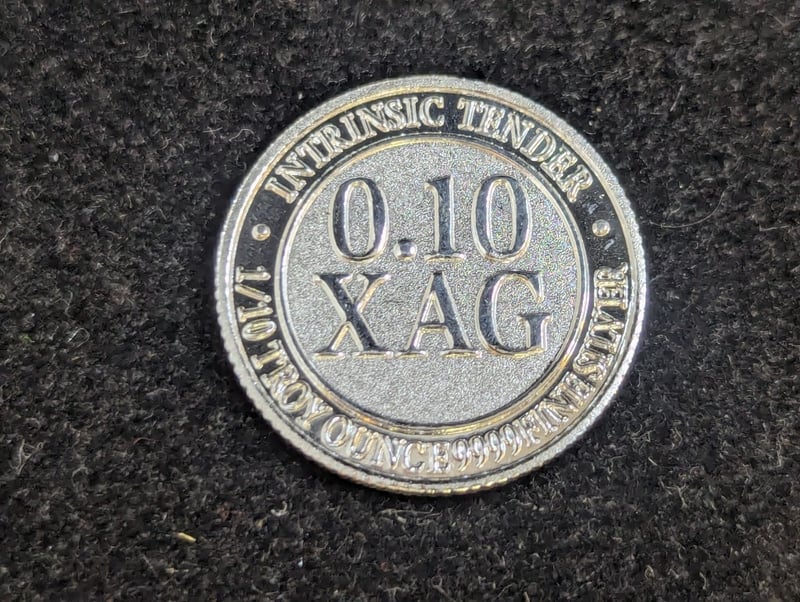 INTRINSIC TENDER
0.10
XAG
1/10 TROY OUNCE 9999 FINE SILVER